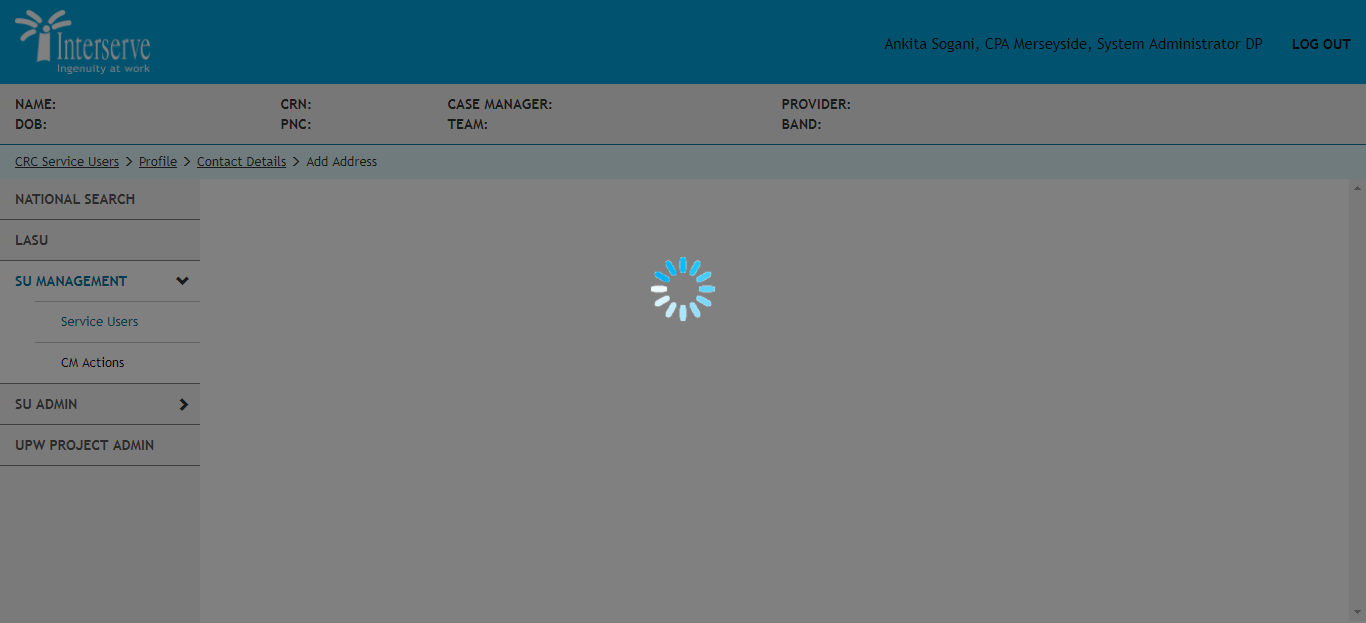 Interserve
Ingenuity at work
Ankita Sogani, CPA Merseyside, System Administrator DP LOG OUT
NAME: CRN: CASE MANAGER: PROVIDER:
DOB: PNC: TEAM: BAND:
CRC Service Users > Profile > Contact Details > Add Address
NATIONAL SEARCH
LASU
SU MANAGEMENT
Service Users
CM Actions
SU ADMIN
UPW PROJECT ADMIN